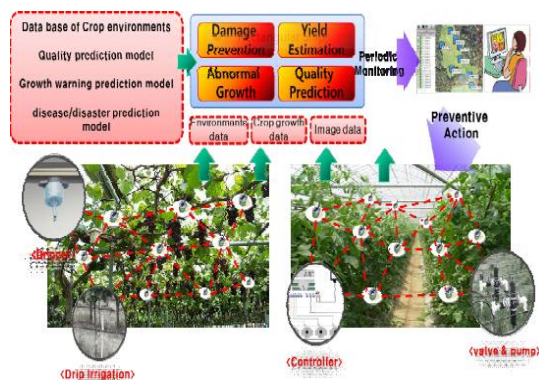 Data base of Crop environments
Quality prediction model
Growth warning prediction model
disease/disaster prediction
model
Damage
Prevention
Yield
Estimation
Abnormal
Growth
Quality
Prediction
Periodic
Monitoring
Environments
data
Crop growth
data
Image data
Preventive
Action
<Dropper>
<Drip Irrigation>
<Controller>
<valve & pump>